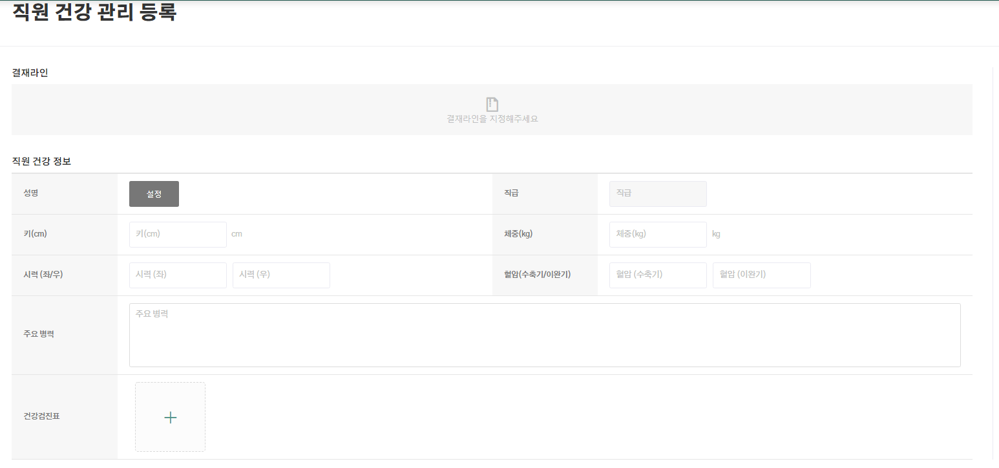 직원 건강 관리 등록
결재라인
결재라인을 지정해주세요
직원 건강 정보
성명 설정 직급 직급
키(cm) 키(cm) cm 체중(kg) 체중(kg) kg
시력 (좌/우) 시력 (좌) 시력 (우) 혈압(수축기/이완기) 혈압 (수축기) 혈압 (이완기)
주요 병력 주요 병력
건강검진표